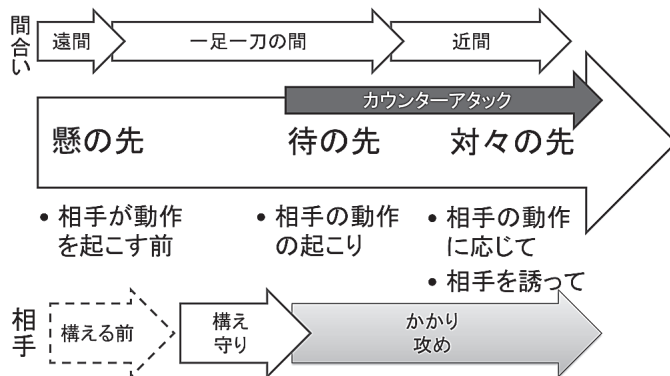 間合い
遠間
一足一刀の間
近間
カウンターアタック
懸の先
待の先
対々の先
• 相手が動作
を起こす前
• 相手の動作
の起こり
• 相手の動作
に応じて
• 相手を誘って
相手
構える前
構え
守り
かかり
攻め